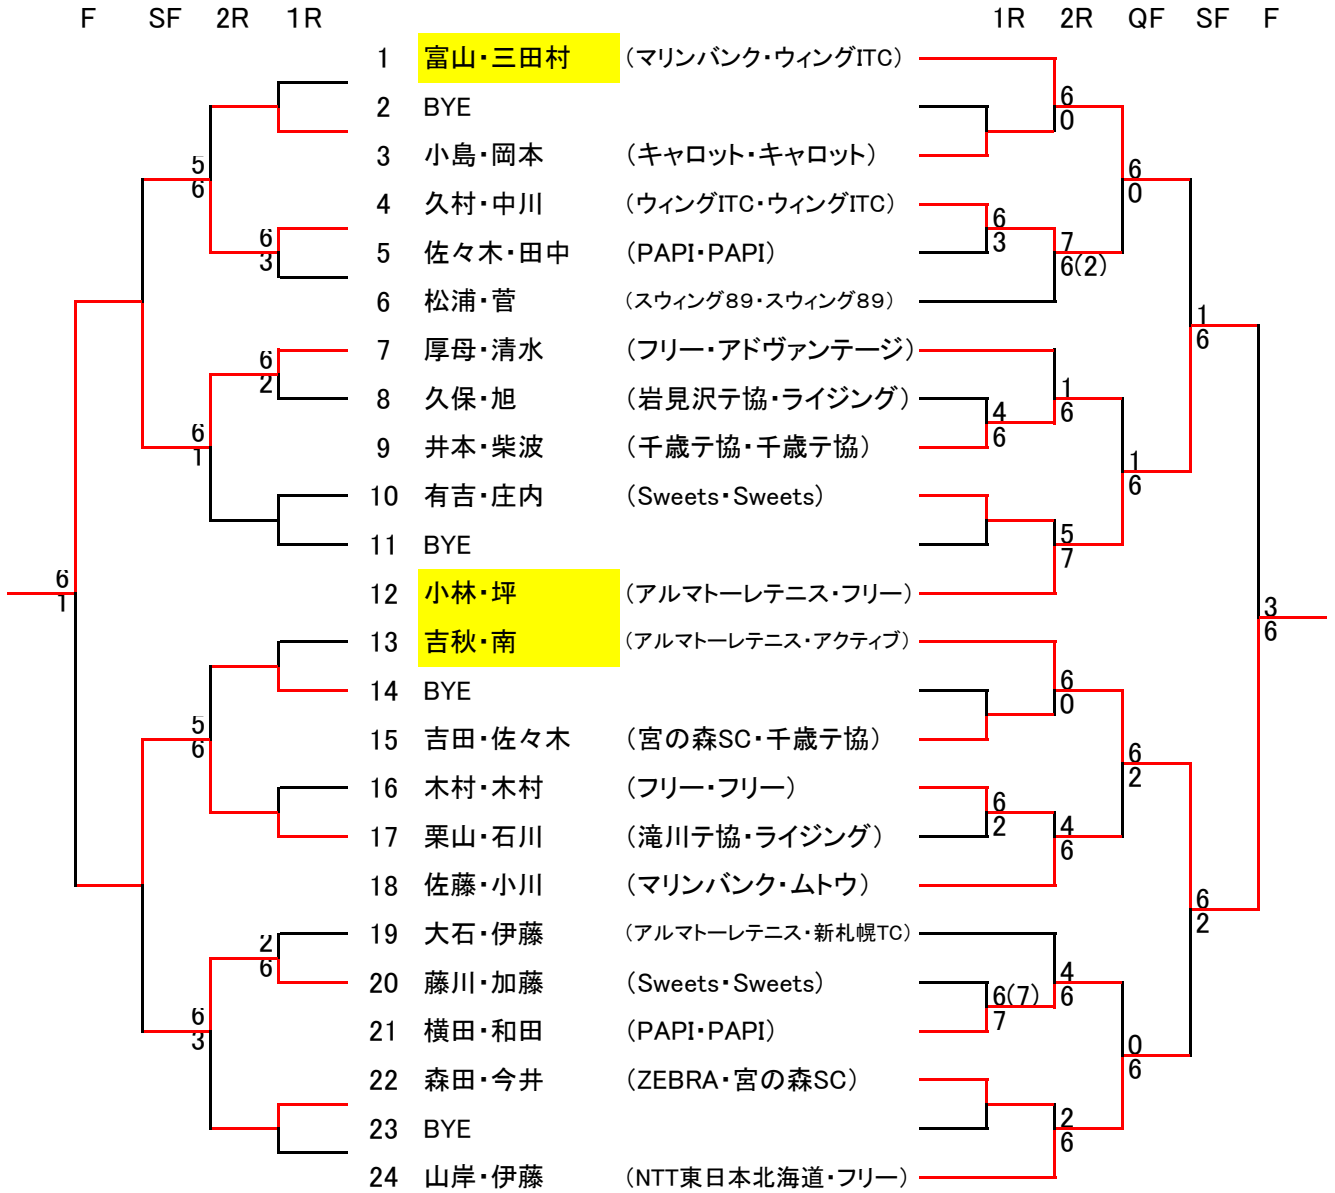 F SF 2R 1R 1R 2R QF SF F
1 富山・三田村 (マリンバンク・ウィングITC)
2 BYE 6
0
3 小島・岡本 (キャロット・キャロット)
5
6 6
0
4 久村・中川 (ウィングITC・ウィングITC)
6
3 5 佐々木・田中 (PAPI・PAPI) 6
3 7
6(2)
6 松浦・菅 (スウィング89・スウィング89)
1
6
7 厚母・清水 (フリー・アドヴァンテージ)
6
2 8 久保・旭 (岩見沢テ協・ライジング) 1
6
4
6
9 井本・柴波 (千歳テ協・千歳テ協)
6
1 1
6
10 有吉・庄内 (Sweets・Sweets)
11 BYE 5
7
6
1 12 小林・坪 (アルマトーレテニス・フリー)
3
6
13 吉秋・南 (アルマトーレテニス・アクティブ)
14 BYE 6
0
5
6 15 吉田・佐々木 (宮の森SC・千歳テ協)
6
2
16 木村・木村 (フリー・フリー)
6
2
17 栗山・石川 (滝川テ協・ライジング) 4
6
18 佐藤・小川 (マリンバンク・ムトウ)
6
2
19 大石・伊藤 (アルマトーレテニス・新札幌TC)
2
6
20 藤川・加藤 (Sweets・Sweets) 4
6
6(7)
7
21 横田・和田 (PAPI・PAPI)
6
3 0
6
22 森田・今井 (ZEBRA・宮の森SC)
23 BYE 2
6
24 山岸・伊藤 (NTT東日本北海道・フリー)